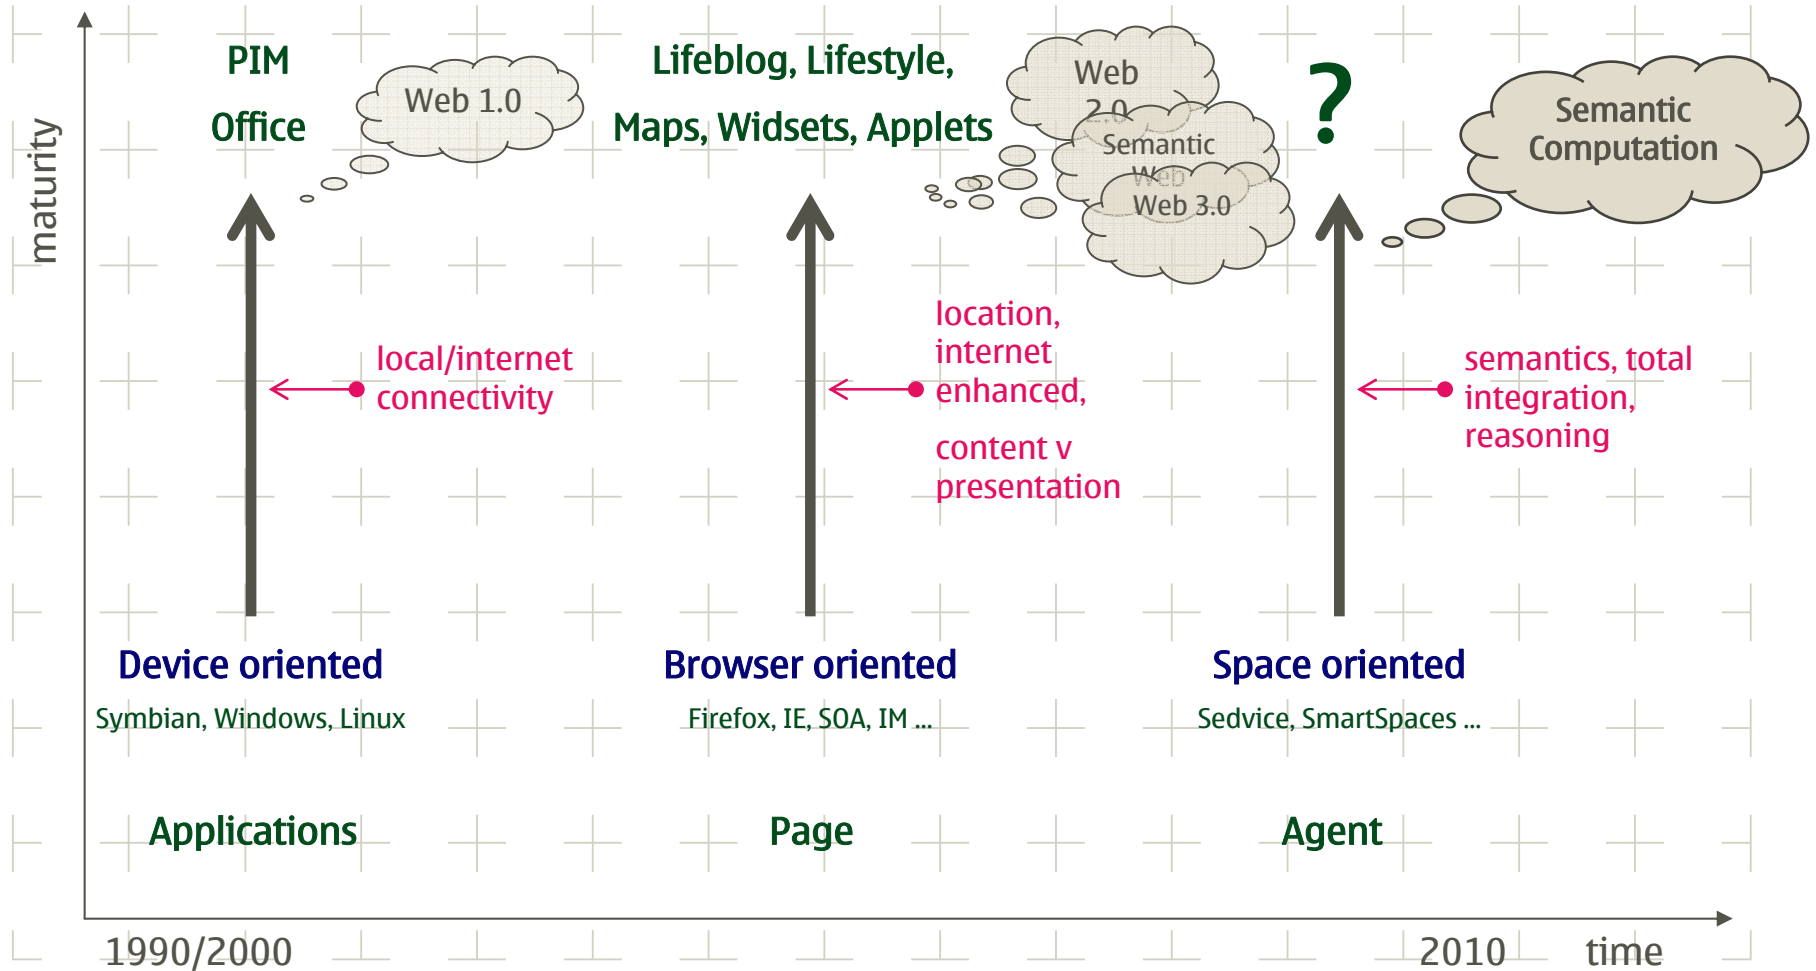 maturity
PIM
Office
Web 1.0
Lifeblog, Lifestyle,
Maps, Widsets, Applets
Web
2.0
Semantic
Web
Web 3.0
?
Semantic
Computation
local/internet
connectivity
location,
internet
enhanced,
content v
presentation
semantics, total
integration,
reasoning
Device oriented
Symbian, Windows, Linux
Browser oriented
Firefox, IE, SOA, IM ...
Space oriented
Sedvice, SmartSpaces ...
Applications
Page
Agent
1990/2000
2010
time